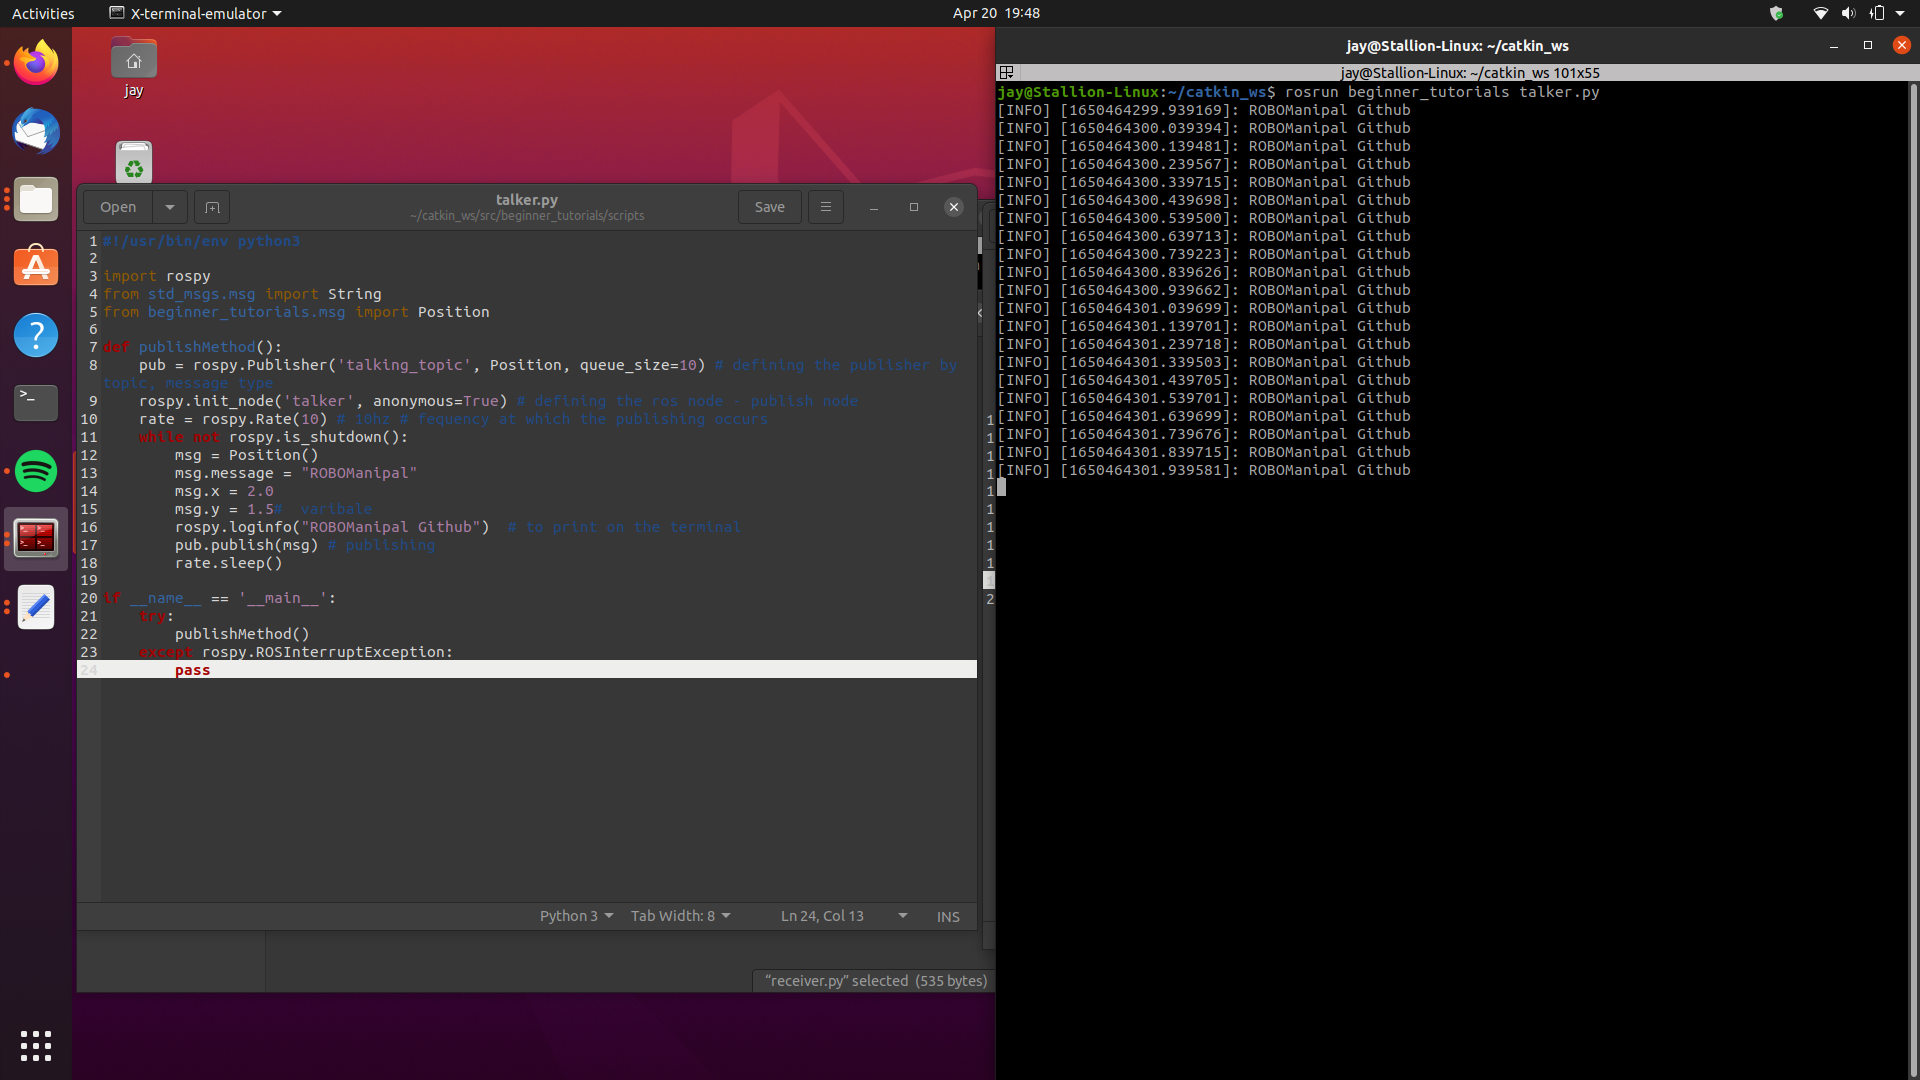 Activities
X-terminal-emulator
Apr 20 19:48
jay
Open
talker.py
~/catkin_ws/src/beginner_tutorials/scripts
Save
1 #!/usr/bin/env python3
2
3 import rospy
4 from std_msgs.msg import String
5 from beginner_tutorials.msg import Position
6
7 def publishMethod():
8     pub = rospy.Publisher('talking_topic', Position, queue_size=10) # defining the publisher by
topic, message type
9     rospy.init_node('talker', anonymous=True) # defining the ros node - publish node
10     rate = rospy.Rate(10) # 10hz # fequency at which the publishing occurs
11     while not rospy.is_shutdown():
12         msg = Position()
13         msg.message = "ROBOManipal"
14         msg.x = 2.0
15         msg.y = 1.5#  varibale
16         rospy.loginfo("ROBOManipal Github")  # to print on the terminal
17         pub.publish(msg) # publishing
18         rate.sleep()
19
20 if __name__ == '__main__':
21     try:
22         publishMethod()
23     except rospy.ROSInterruptException:
24         pass
Python 3
Tab Width: 8
Ln 24, Col 13
INS
"receiver.py" selected (535 bytes)
jay@Stallion-Linux: ~/catkin_ws
jay@Stallion-Linux: ~/catkin_ws 101x55
jay@Stallion-Linux:~/catkin_ws$ rosrun beginner_tutorials talker.py
[INFO] [1650464299.939169]: ROBOManipal Github
[INFO] [1650464300.039394]: ROBOManipal Github
[INFO] [1650464300.139481]: ROBOManipal Github
[INFO] [1650464300.239567]: ROBOManipal Github
[INFO] [1650464300.339715]: ROBOManipal Github
[INFO] [1650464300.439698]: ROBOManipal Github
[INFO] [1650464300.539500]: ROBOManipal Github
[INFO] [1650464300.639713]: ROBOManipal Github
[INFO] [1650464300.739223]: ROBOManipal Github
[INFO] [1650464300.839626]: ROBOManipal Github
[INFO] [1650464300.939662]: ROBOManipal Github
[INFO] [1650464301.039699]: ROBOManipal Github
[INFO] [1650464301.139701]: ROBOManipal Github
[INFO] [1650464301.239718]: ROBOManipal Github
[INFO] [1650464301.339503]: ROBOManipal Github
[INFO] [1650464301.439705]: ROBOManipal Github
[INFO] [1650464301.539701]: ROBOManipal Github
[INFO] [1650464301.639699]: ROBOManipal Github
[INFO] [1650464301.739676]: ROBOManipal Github
[INFO] [1650464301.839715]: ROBOManipal Github
[INFO] [1650464301.939581]: ROBOManipal Github